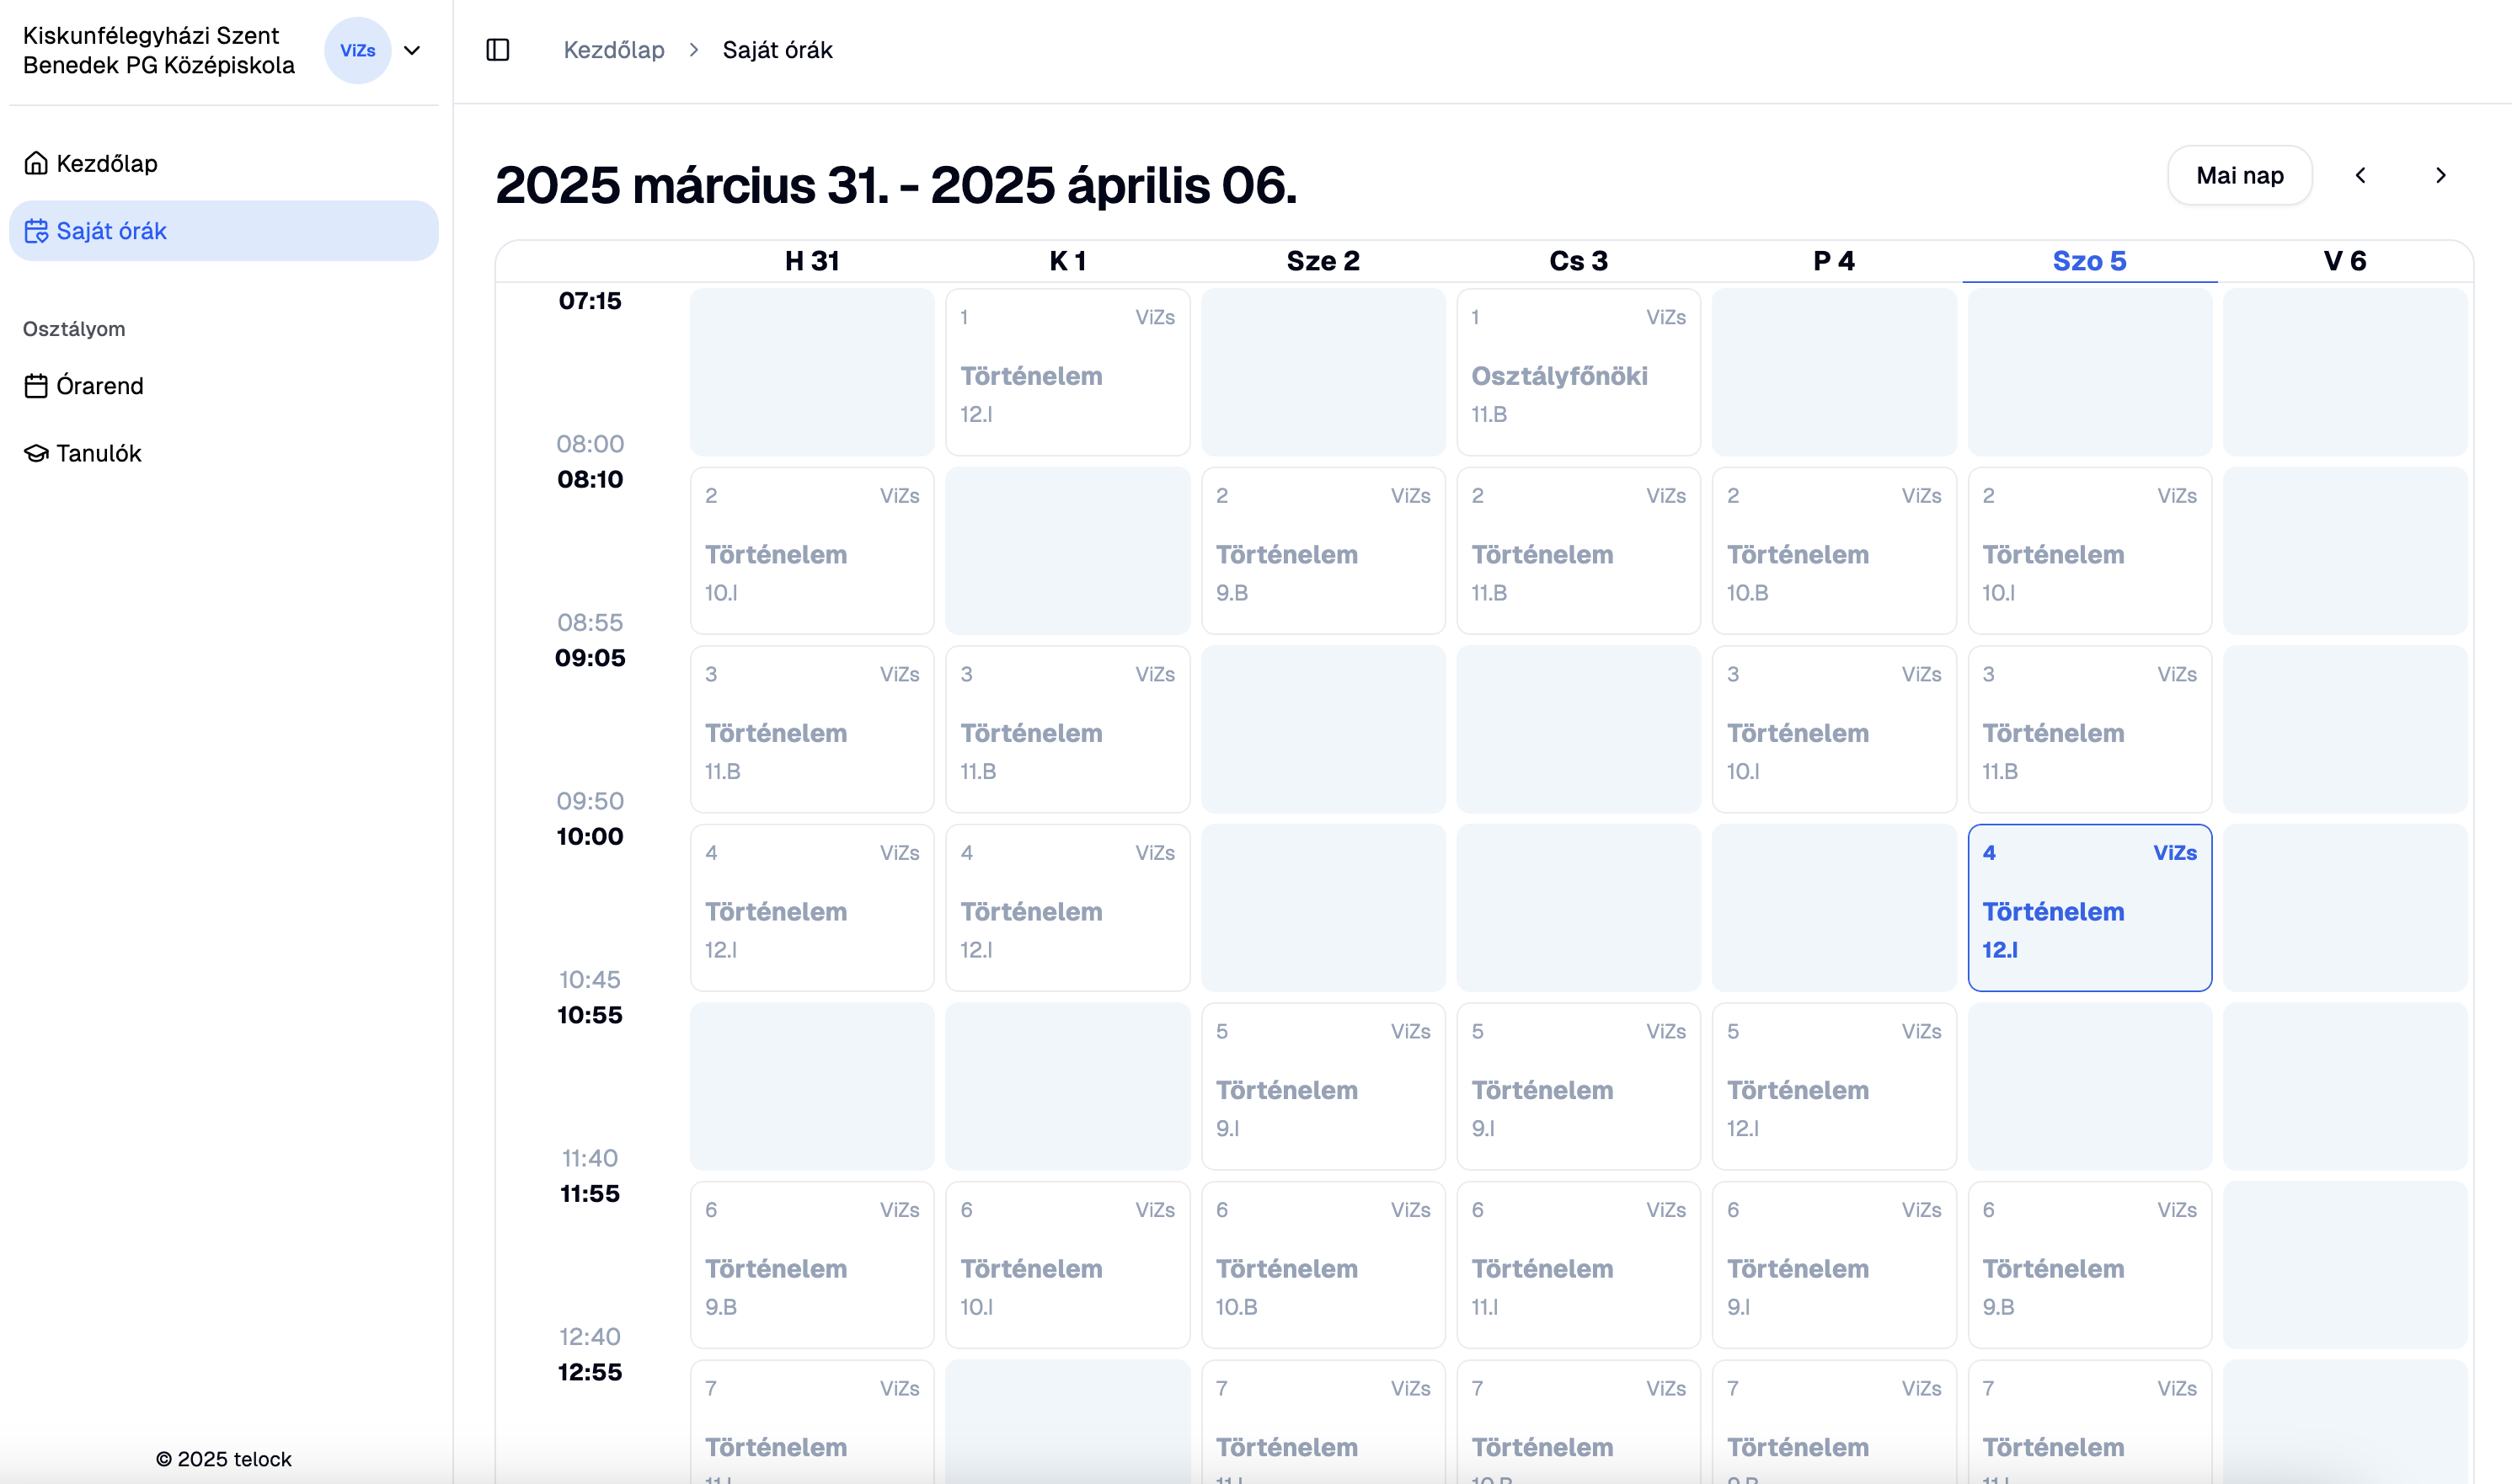 Kiskunfélegyházi Szent
Benedek PG Középiskola
ViZs
Kezdőlap
Saját órák
Osztályom
Órarend
Tanulók
© 2025 telock
Kezdőlap > Saját órák
2025 március 31. - 2025 április 06.
Mai nap
H 31 K 1 Sze 2 Cs 3 P 4 Szo 5 V 6
07:15
1 ViZs 1 ViZs
Történelem Osztályfőnöki
12.I 11.B
08:00
08:10
2 ViZs 2 ViZs 2 ViZs 2 ViZs 2 ViZs
Történelem Történelem Történelem Történelem Történelem
10.I 9.B 11.B 10.B 10.I
08:55
09:05
3 ViZs 3 ViZs 3 ViZs 3 ViZs
Történelem Történelem Történelem Történelem
11.B 11.B 10.I 11.B
09:50
10:00
4 ViZs 4 ViZs 4 ViZs
Történelem Történelem Történelem
12.I 12.I 12.I
10:45
10:55
5 ViZs 5 ViZs 5 ViZs
Történelem Történelem Történelem
9.I 9.I 12.I
11:40
11:55
6 ViZs 6 ViZs 6 ViZs 6 ViZs 6 ViZs 6 ViZs
Történelem Történelem Történelem Történelem Történelem Történelem
9.B 10.I 10.B 11.I 9.I 9.B
12:40
12:55
7 ViZs 7 ViZs 7 ViZs 7 ViZs 7 ViZs
Történelem Történelem Történelem Történelem Történelem